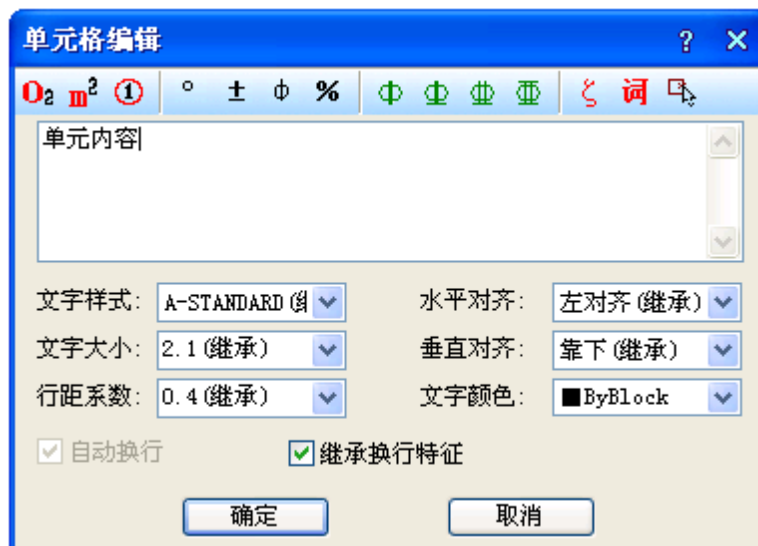 单元格编辑
O₂ m² ① ° ± ф % ζ 词
单元内容
文字样式: A-STANDARD(
水平对齐: 左对齐(继承)
文字大小: 2.1(继承)
垂直对齐: 靠下(继承)
行距系数: 0.4(继承)
文字颜色: ■ByBlock
自动换行 继承换行特征
确定 取消